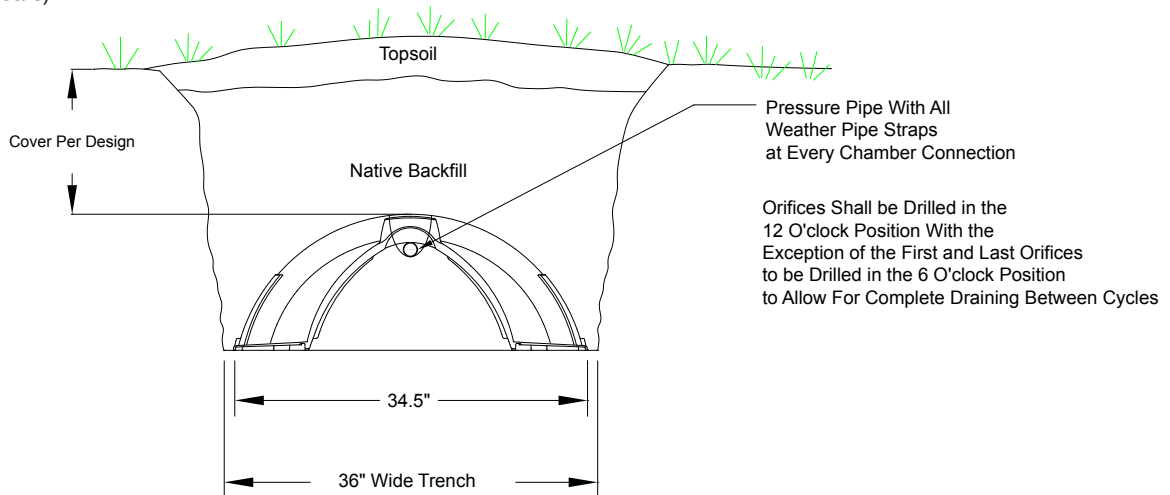 Topsoil
Cover Per Design
Native Backfill
Pressure Pipe With All
Weather Pipe Straps
at Every Chamber Connection
Orifices Shall be Drilled in the
12 O'clock Position With the
Exception of the First and Last Orifices
to be Drilled in the 6 O'clock Position
to Allow For Complete Draining Between Cycles
34.5"
36" Wide Trench